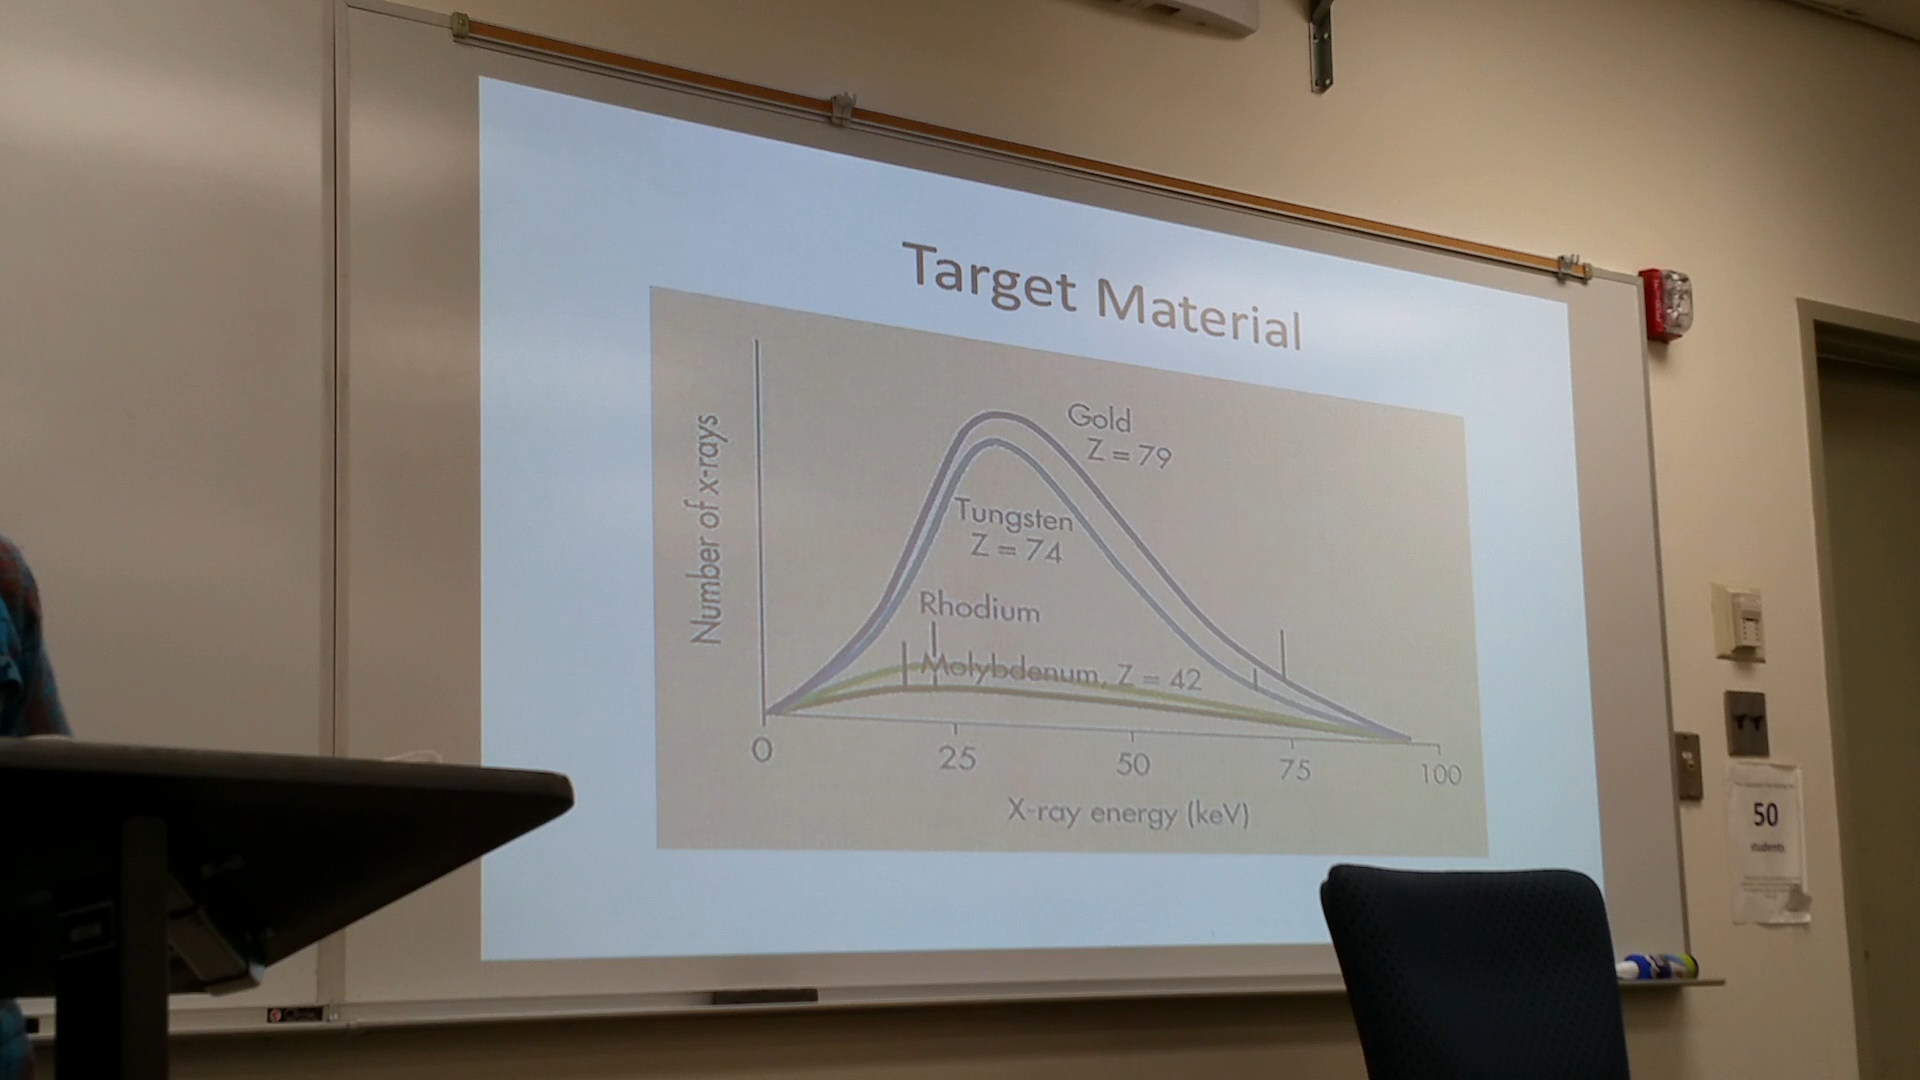 Target Material
Number of x-rays
Gold
Z = 79
Tungsten
Z = 74
Rhodium
Molybdenum, Z = 42
0
25
50
75
100
X-ray energy (keV)
50
students